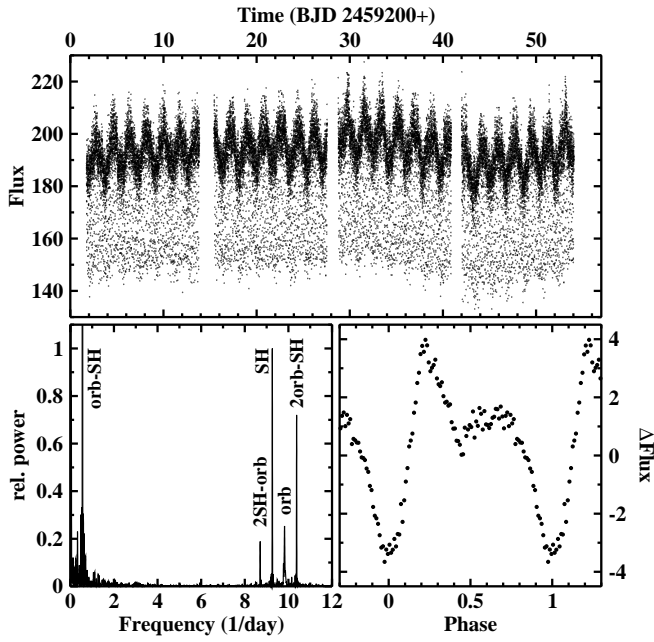 Time (BJD 2459200+)
0 10 20 30 40 50
Flux
220
200
180
160
140
rel. power
1
0.8
0.6
0.4
0.2
0
orb-SH
2SH-orb
SH
orb
2orb-SH
0 2 4 6 8 10 12
Frequency (1/day)
4
2
0
-2
-4
ΔFlux
0 0.5 1
Phase